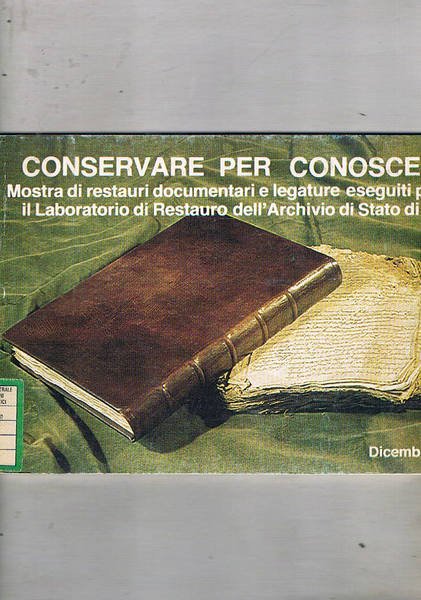 CONSERVARE PER CONOSCE
Mostra di restauri documentari e legature eseguiti p
il Laboratorio di Restauro dell'Archivio di Stato di
Dicemb